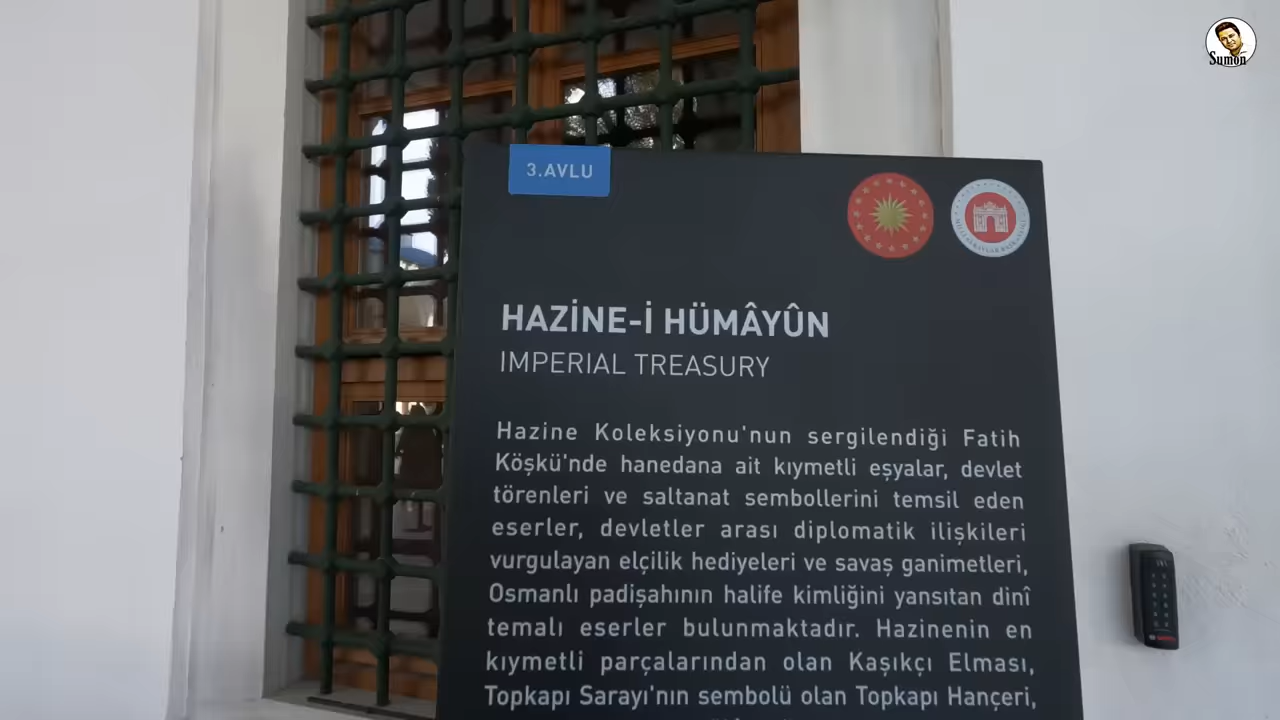 Sumon
3.AVLU
HAZİNE-İ HÜMÂYÛN
IMPERIAL TREASURY
Hazine Koleksiyonu'nun sergilendiği Fatih
Köşkü'nde hanedana ait kıymetli eşyalar, devlet
törenleri ve saltanat sembollerini temsil eden
eserler, devletler arası diplomatik ilişkileri
vurgulayan elçilik hediyeleri ve savaş ganimetleri,
Osmanlı padişahının halife kimliğini yansıtan dinî
temalı eserler bulunmaktadır. Hazinenin en
kıymetli parçalarından olan Kaşıkçı Elması,
Topkapı Sarayı'nın sembolü olan Topkapı Hançeri,